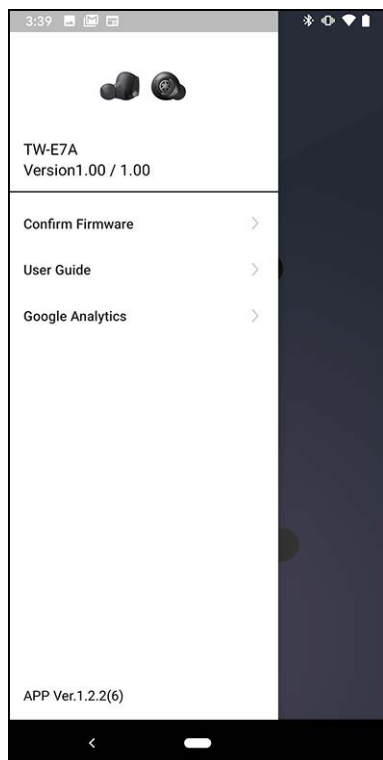 3:39
TW-E7A
Version1.00 / 1.00
Confirm Firmware
User Guide
Google Analytics
APP Ver.1.2.2(6)